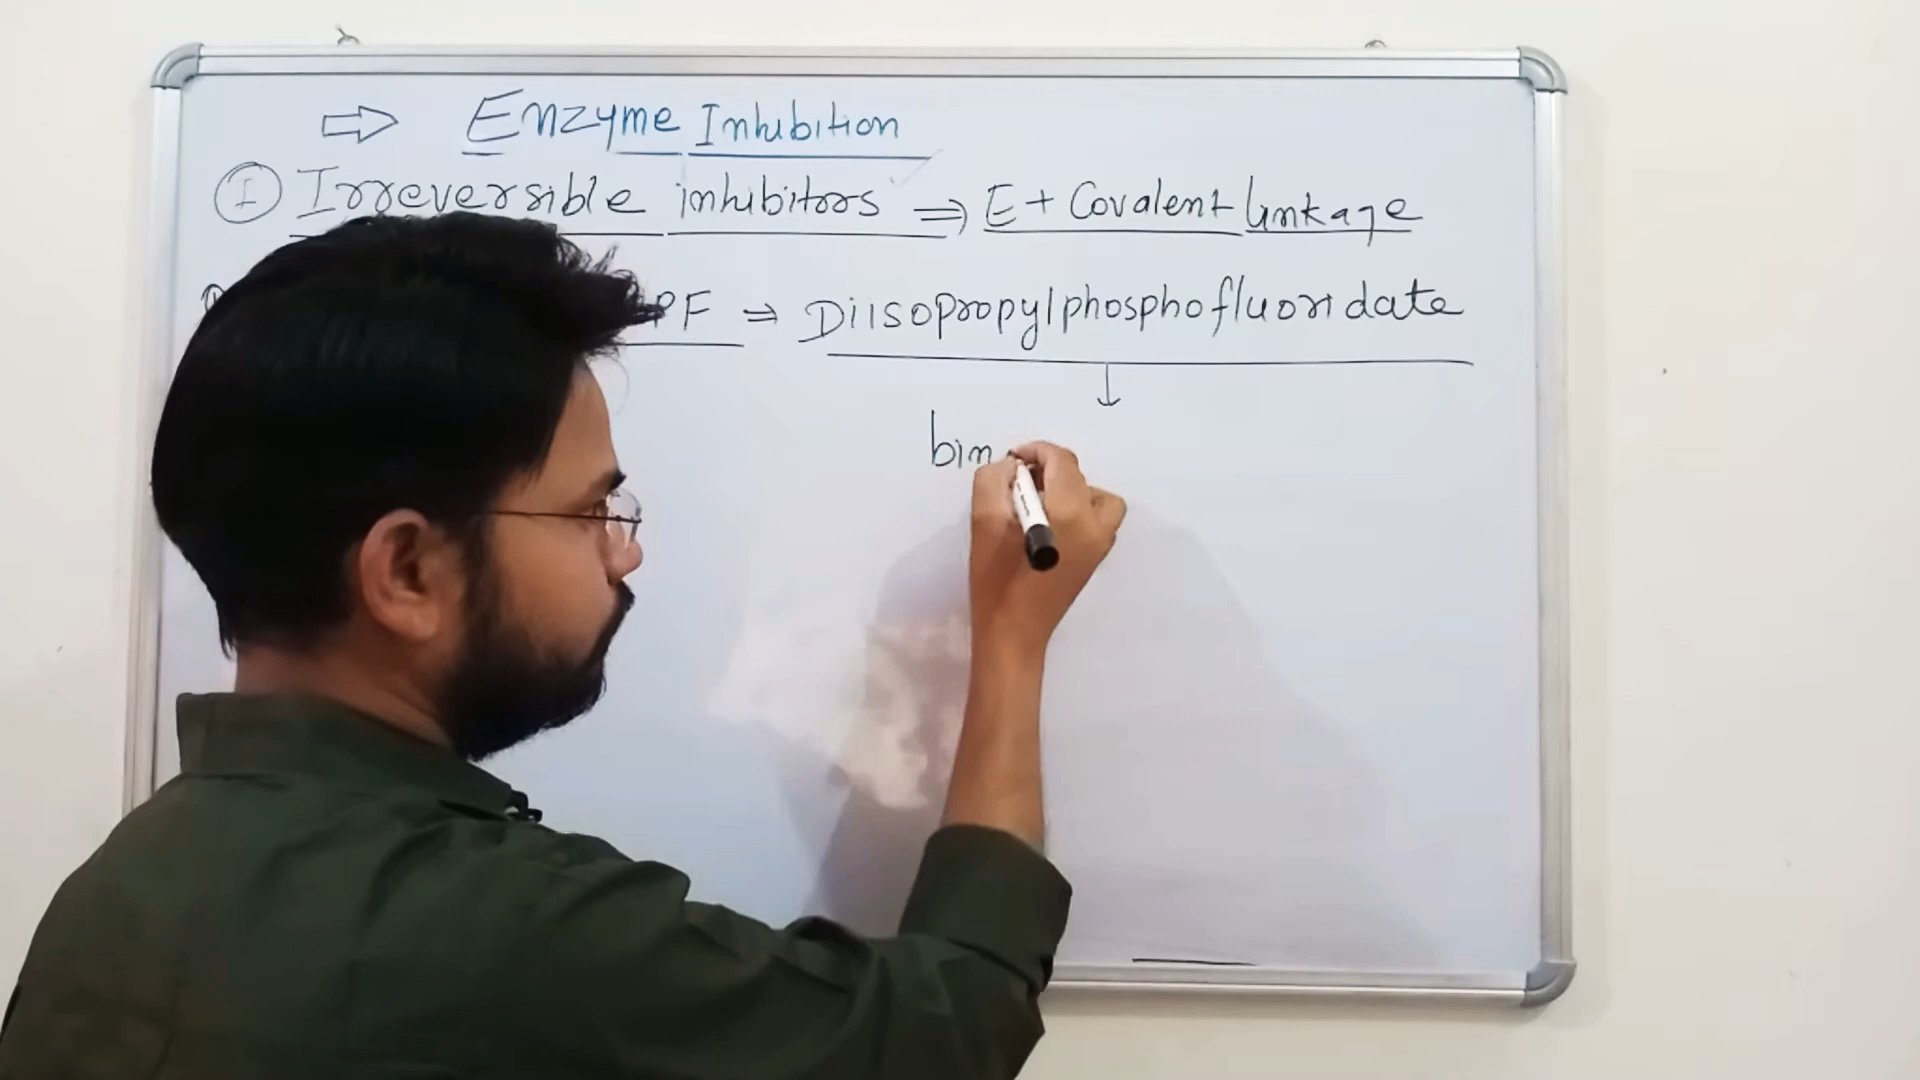 ⇒ Enzyme Inhibition
I Irreversible inhibitors ⇒ E + Covalent linkage
PF ⇒ Diisopropylphosphofluoridate
↓
bin